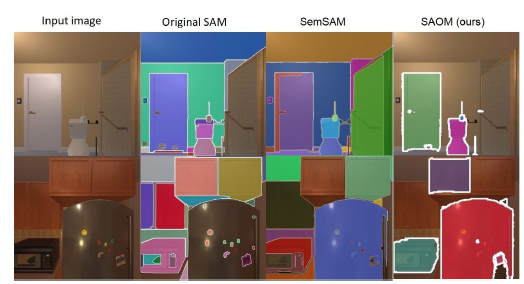 Input image
Original SAM
SemSAM
SAOM (ours)